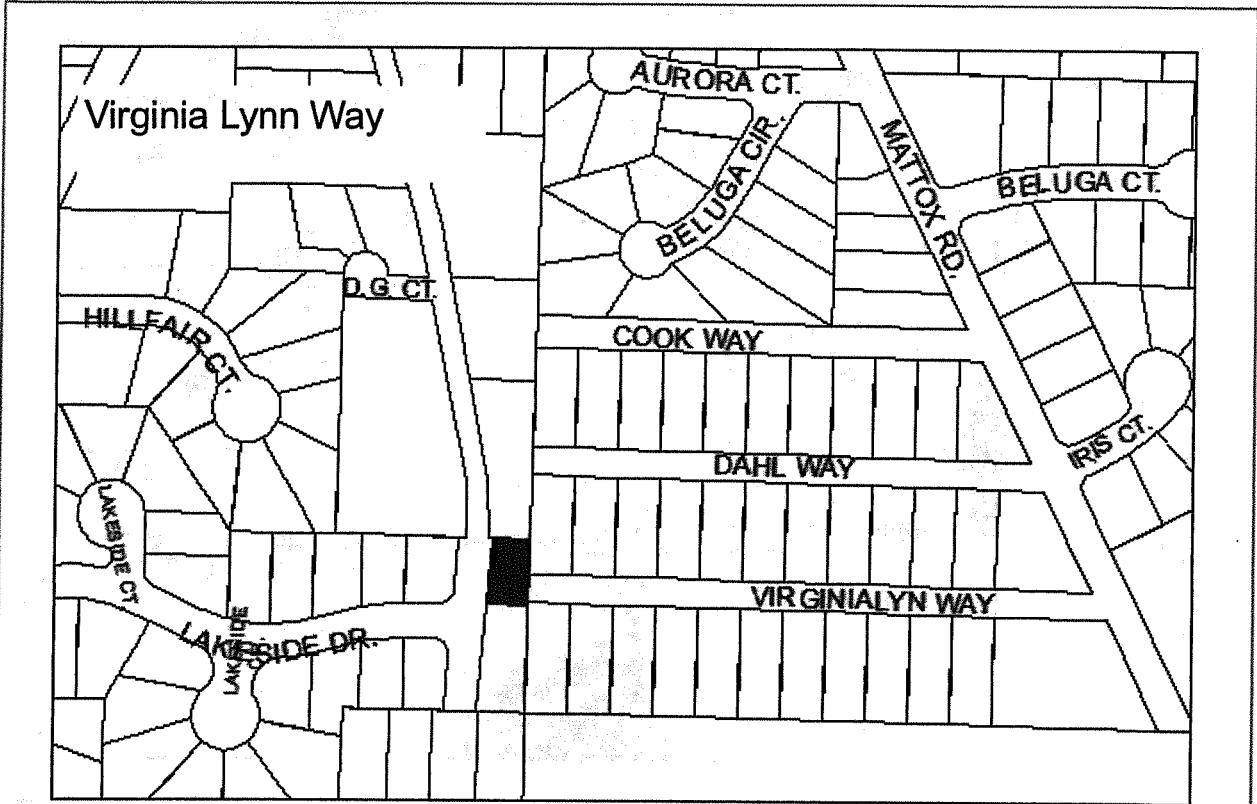 AURORA CT.
Virginia Lynn Way
MATTOX RD.
BELUGA CIR.
BELUGA CT.
D.G. CT.
HILLFAIR CT.
COOK WAY
IRIS CT.
DAHL WAY
LAKESIDE CT
VIRGINIALYN WAY
LAKESIDE DR.
LAKESIDE